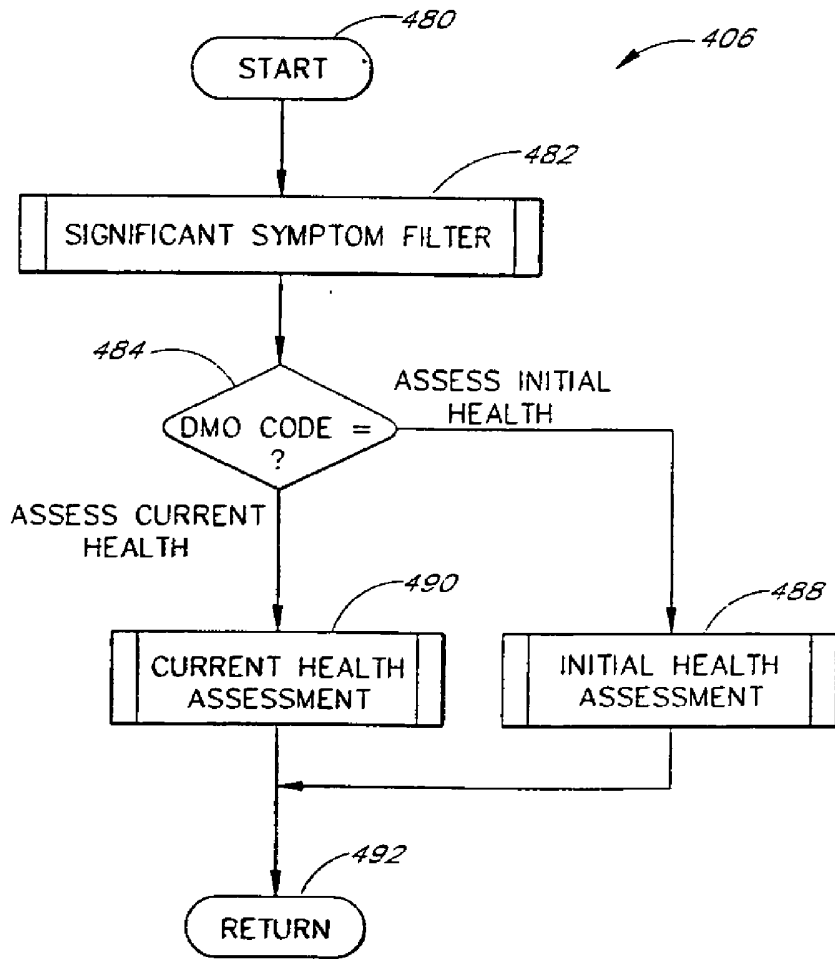 480
START
406
482
SIGNIFICANT SYMPTOM FILTER
484
DMO CODE =
?
ASSESS INITIAL
HEALTH
ASSESS CURRENT
HEALTH
490
CURRENT HEALTH
ASSESSMENT
488
INITIAL HEALTH
ASSESSMENT
492
RETURN